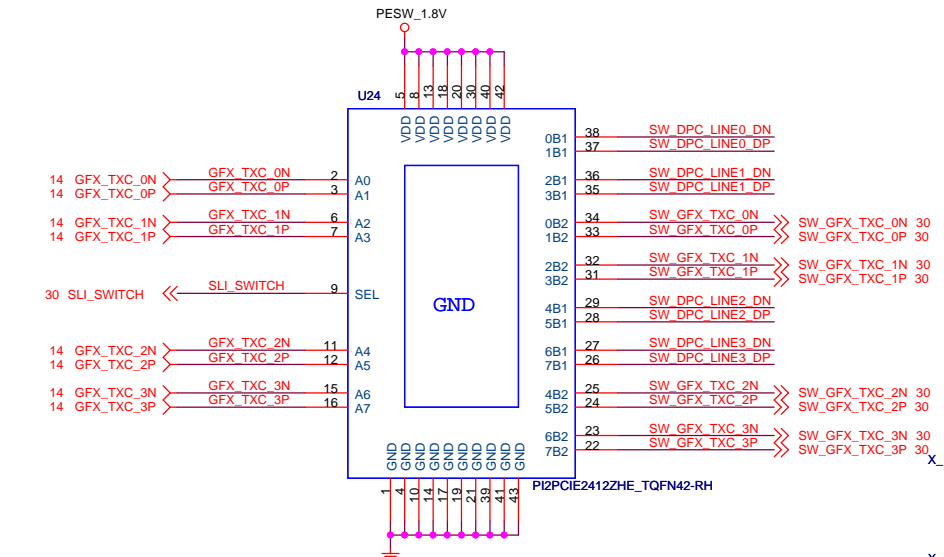 PESW_1.8V
U24
5 8 13 18 20 30 40 42
VDD VDD VDD VDD VDD VDD VDD VDD
0B1 38 SW_DPC_LINE0_DN
1B1 37 SW_DPC_LINE0_DP
14 GFX_TXC_0N GFX_TXC_0N 2 A0 2B1 36 SW_DPC_LINE1_DN
14 GFX_TXC_0P GFX_TXC_0P 3 A1 3B1 35 SW_DPC_LINE1_DP
14 GFX_TXC_1N GFX_TXC_1N 6 A2 0B2 34 SW_GFX_TXC_0N SW_GFX_TXC_0N 30
14 GFX_TXC_1P GFX_TXC_1P 7 A3 1B2 33 SW_GFX_TXC_0P SW_GFX_TXC_0P 30
2B2 32 SW_GFX_TXC_1N SW_GFX_TXC_1N 30
3B2 31 SW_GFX_TXC_1P SW_GFX_TXC_1P 30
30 SLI_SWITCH SLI_SWITCH 9 SEL
GND
4B1 29 SW_DPC_LINE2_DN
5B1 28 SW_DPC_LINE2_DP
14 GFX_TXC_2N GFX_TXC_2N 11 A4 6B1 27 SW_DPC_LINE3_DN
14 GFX_TXC_2P GFX_TXC_2P 12 A5 7B1 26 SW_DPC_LINE3_DP
14 GFX_TXC_3N GFX_TXC_3N 15 A6 4B2 25 SW_GFX_TXC_2N SW_GFX_TXC_2N 30
14 GFX_TXC_3P GFX_TXC_3P 16 A7 5B2 24 SW_GFX_TXC_2P SW_GFX_TXC_2P 30
6B2 23 SW_GFX_TXC_3N SW_GFX_TXC_3N 30
7B2 22 SW_GFX_TXC_3P SW_GFX_TXC_3P 30
X_
GND GND GND GND GND GND GND GND GND GND
1 4 10 14 17 19 21 39 41 43
PI2PCIE2412ZHE_TQFN42-RH